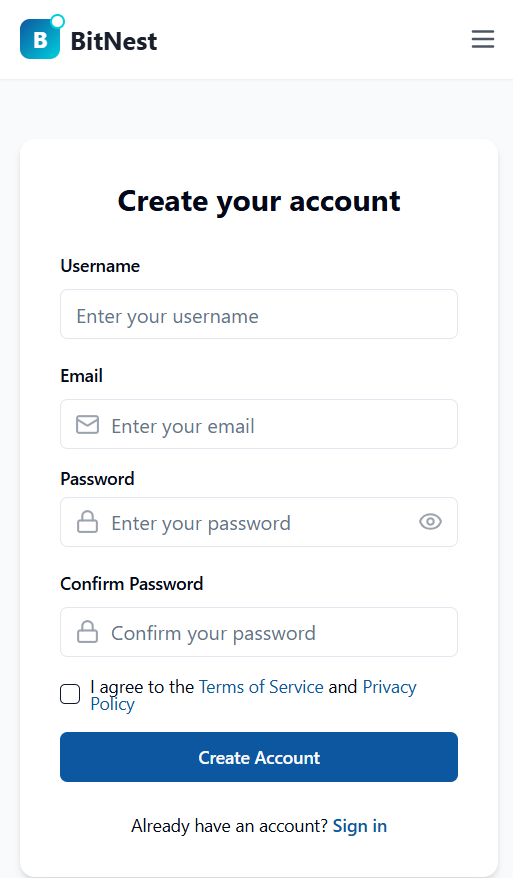 B BitNest
Create your account
Username
Enter your username
Email
Enter your email
Password
Enter your password
Confirm Password
Confirm your password
I agree to the Terms of Service and Privacy
Policy
Create Account
Already have an account? Sign in